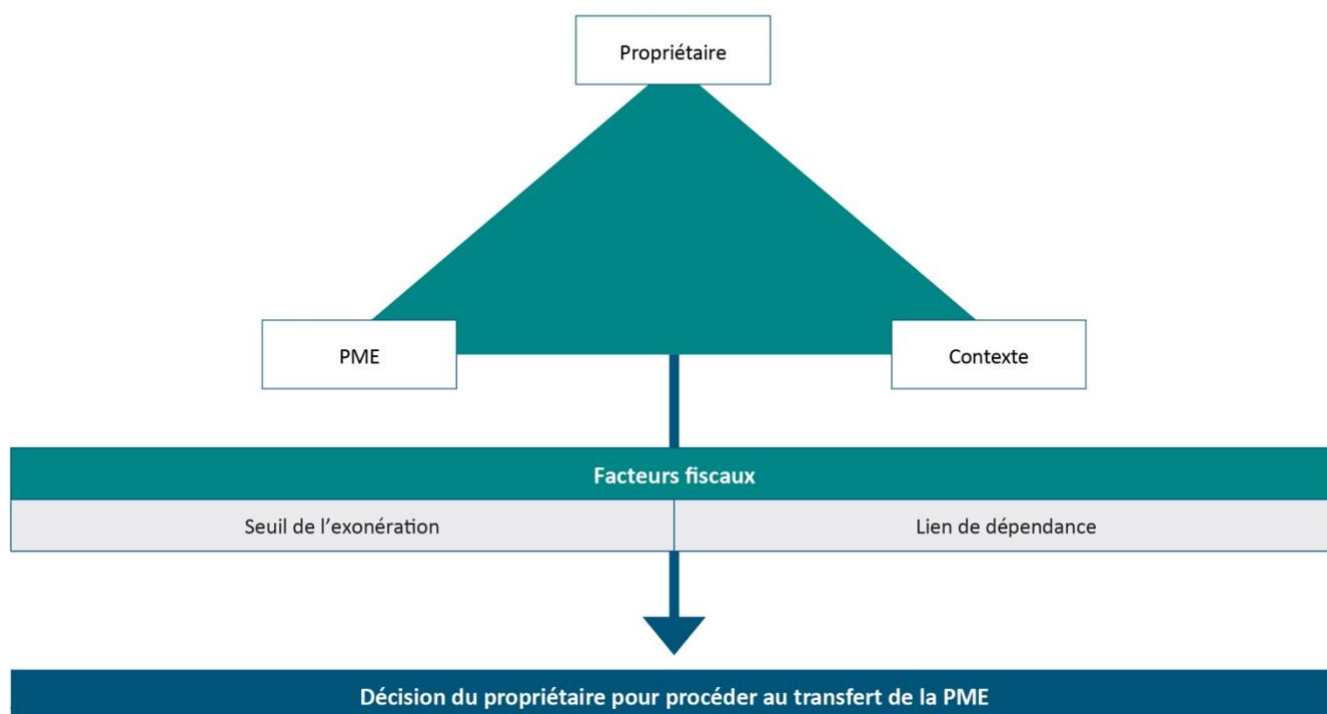 Propriétaire
PME
Contexte
Facteurs fiscaux
Seuil de l’exonération
Lien de dépendance
Décision du propriétaire pour procéder au transfert de la PME